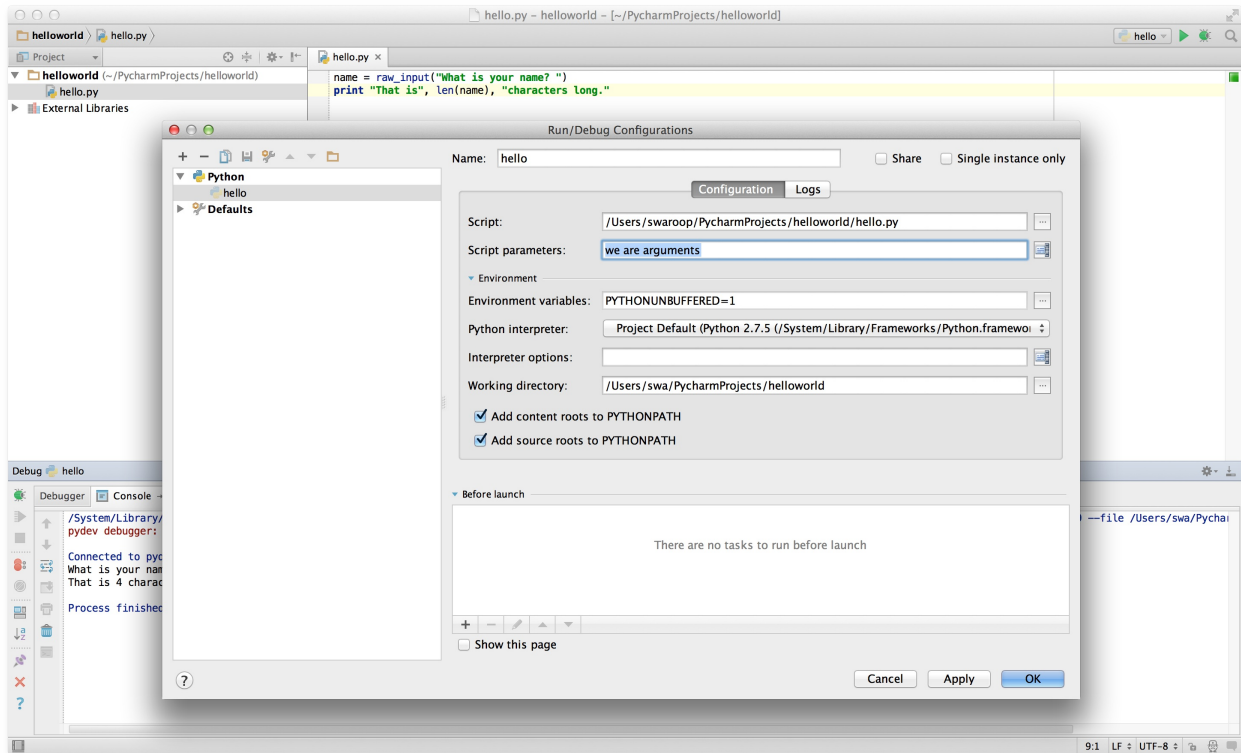 hello.py – helloworld – [~/PycharmProjects/helloworld]
helloworld hello.py hello
Project hello.py
helloworld (~/PycharmProjects/helloworld)
hello.py
External Libraries
name = raw_input("What is your name? ")
print "That is", len(name), "characters long."
Run/Debug Configurations
Python
hello
Defaults
Name: hello Share Single instance only
Configuration Logs
Script: /Users/swaroop/PycharmProjects/helloworld/hello.py
Script parameters: we are arguments
Environment
Environment variables: PYTHONUNBUFFERED=1
Python interpreter: Project Default (Python 2.7.5 (/System/Library/Frameworks/Python.framewo
Interpreter options:
Working directory: /Users/swa/PycharmProjects/helloworld
Add content roots to PYTHONPATH
Add source roots to PYTHONPATH
Before launch
There are no tasks to run before launch
Show this page
? Cancel Apply OK
Debug hello
Debugger Console
/System/Library/ --file /Users/swa/Pychar
pydev debugger:
Connected to pyd
What is your nam
That is 4 charac
Process finished
9:1 LF UTF-8